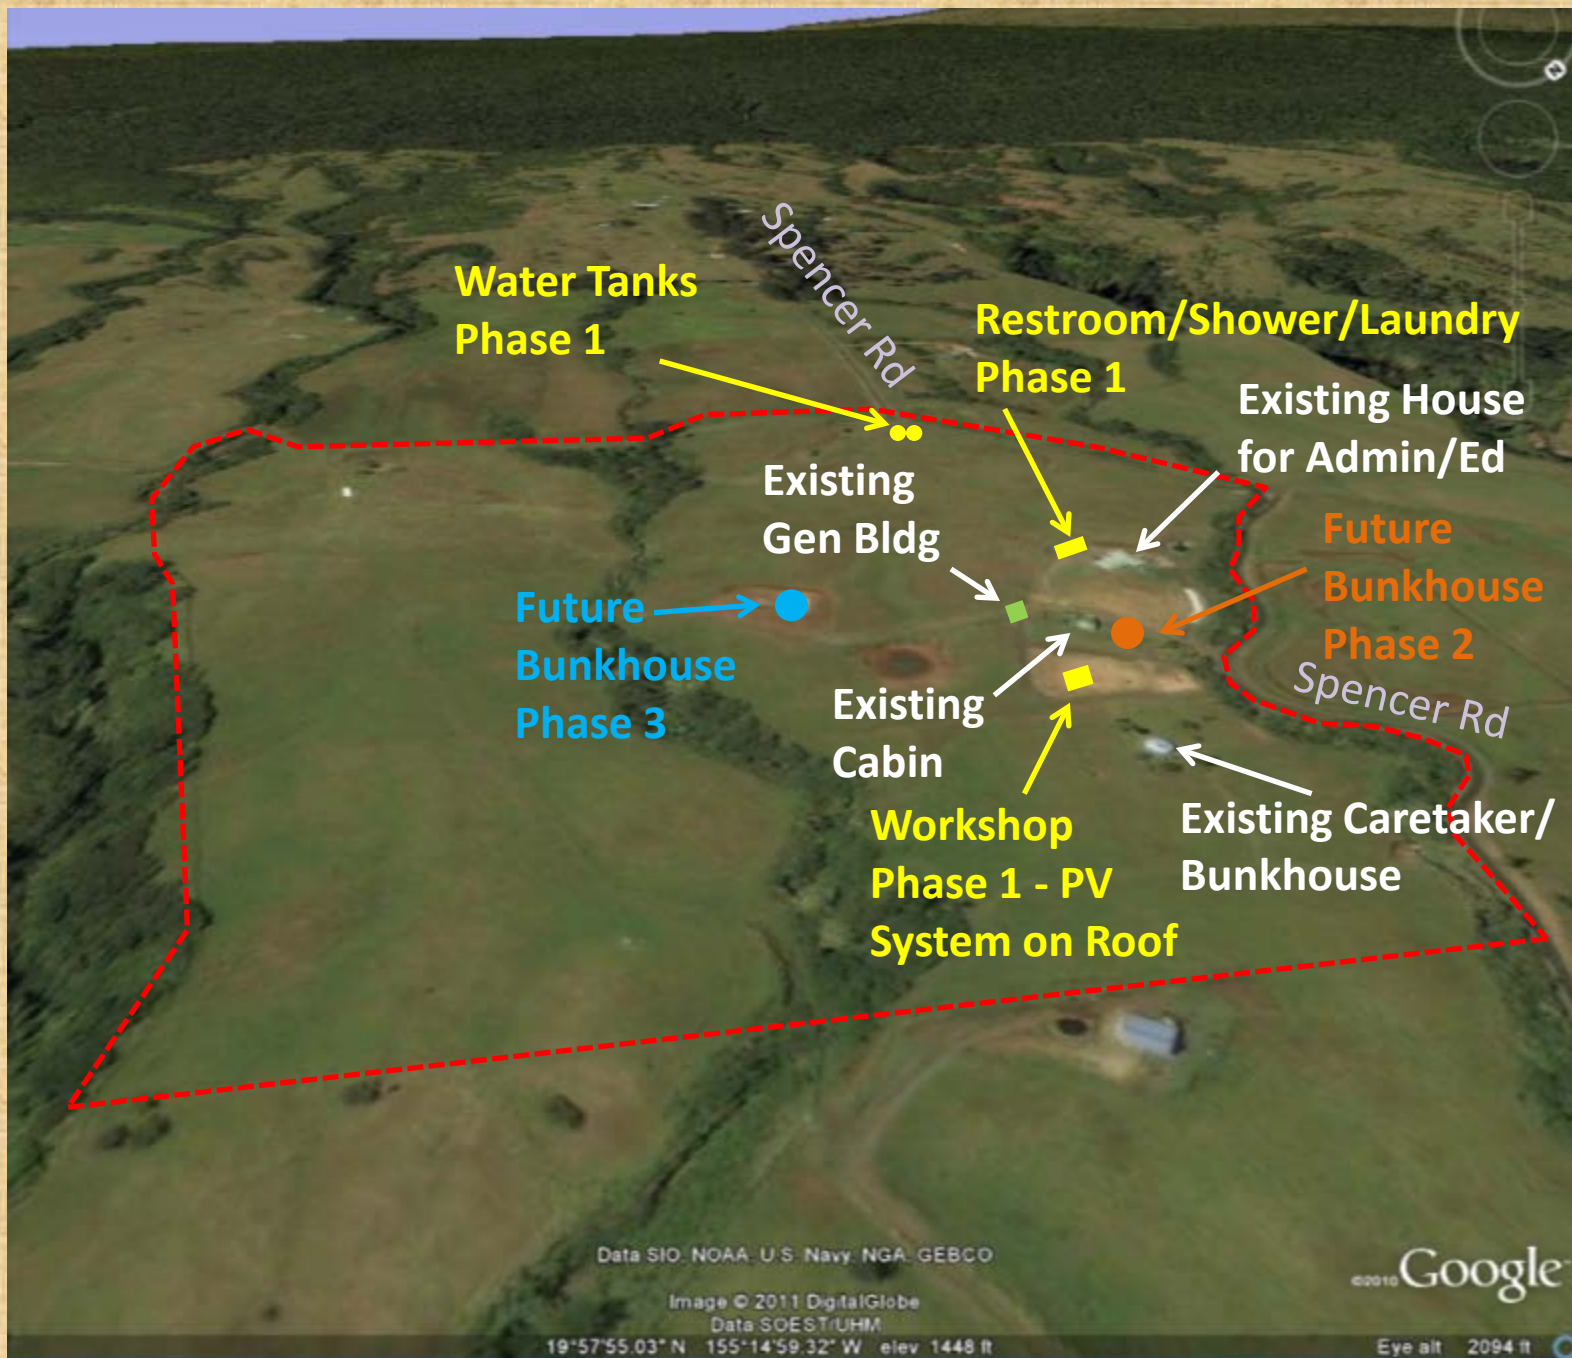 Spencer Rd
Water Tanks
Phase 1
Restroom/Shower/Laundry
Phase 1
Existing House
for Admin/Ed
Existing
Gen Bldg
Future
Bunkhouse
Phase 2
Future
Bunkhouse
Phase 3
Spencer Rd
Existing
Cabin
Workshop
Phase 1 - PV
System on Roof
Existing Caretaker/
Bunkhouse
Data SIO, NOAA, U.S. Navy, NGA, GEBCO
©2010 Google
Image © 2011 DigitalGlobe
Data SOEST/UHM
19°57'55.03" N 155°14'59.32" W elev 1448 ft
Eye alt 2094 ft